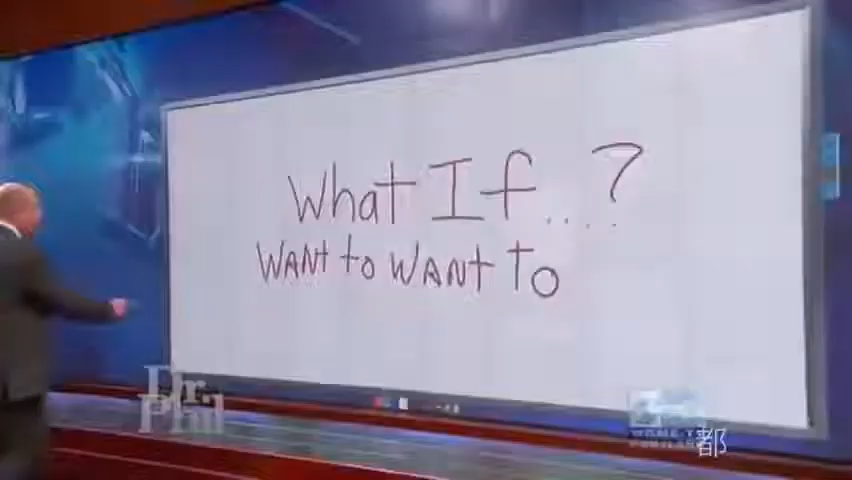 What If....?
WANT to WANT To
Dr.
Phil
都